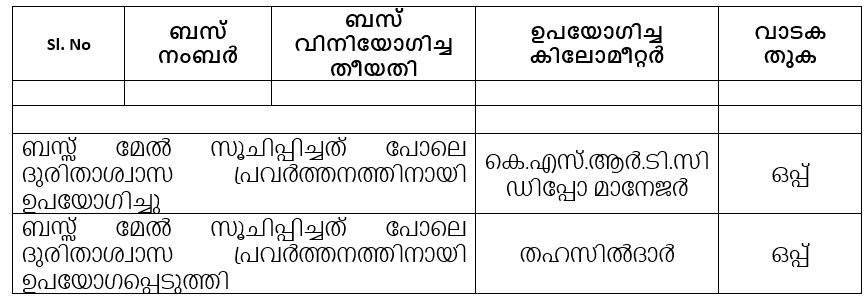 Sl. No
ബസ് നംബർ
ബസ് വിനിയോഗിച്ച തീയതി
ഉപയോഗിച്ച കിലോമീറ്റർ
വാടക തുക
ബസ്സ് മേൽ സൂചിപ്പിച്ചത് പോലെ
ദുരിതാശ്വാസ പ്രവർത്തനത്തിനായി
ഉപയോഗിച്ചു
കെ.എസ്.ആർ.ടി.സി
ഡിപ്പോ മാനേജർ
ഒപ്പ്
ബസ്സ് മേൽ സൂചിപ്പിച്ചത് പോലെ
ദുരിതാശ്വാസ പ്രവർത്തനത്തിനായി
ഉപയോഗപ്പെടുത്തി
തഹസിൽദാർ
ഒപ്പ്